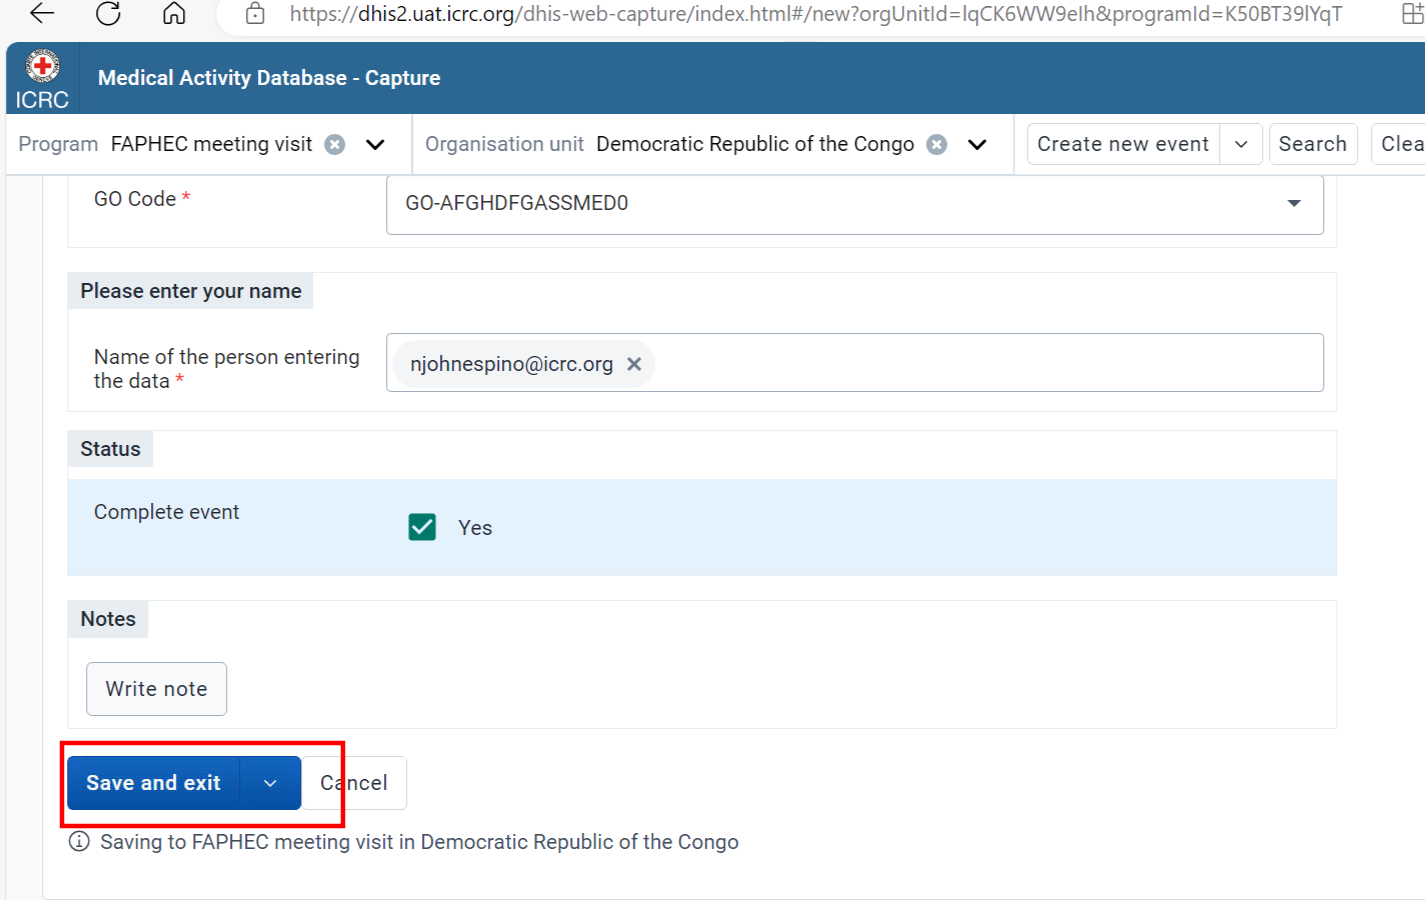 https://dhis2.uat.icrc.org/dhis-web-capture/index.html#/new?orgUnitId=lqCK6WW9eIh&programId=K50BT39lYqT
ICRC
Medical Activity Database - Capture
Program FAPHEC meeting visit Organisation unit Democratic Republic of the Congo Create new event Search Clea
GO Code *
GO-AFGHDFGASSMED0
Please enter your name
Name of the person entering
the data *
njohnespino@icrc.org
Status
Complete event
Yes
Notes
Write note
Save and exit Cancel
Saving to FAPHEC meeting visit in Democratic Republic of the Congo